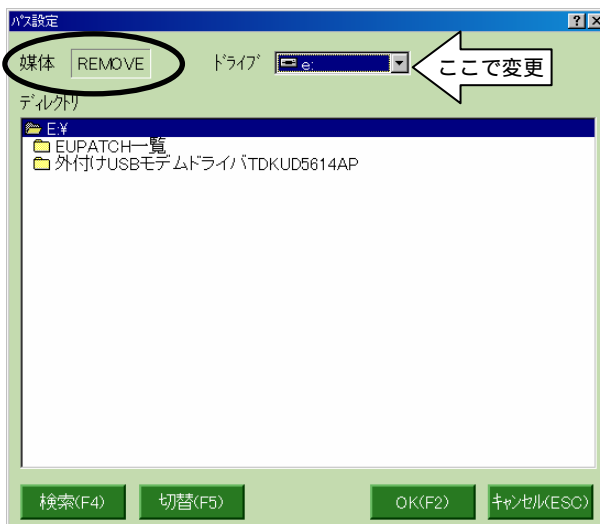 ﾊﾟｽ設定
媒体 REMOVE ﾄﾞﾗｲﾌﾞ e: ここで変更
ﾃﾞｨﾚｸﾄﾘ
E:¥
EUPATCH一覧
外付けUSBモデムドライバTDKUD5614AP
検索(F4) 切替(F5) OK(F2) ｷｬﾝｾﾙ(ESC)